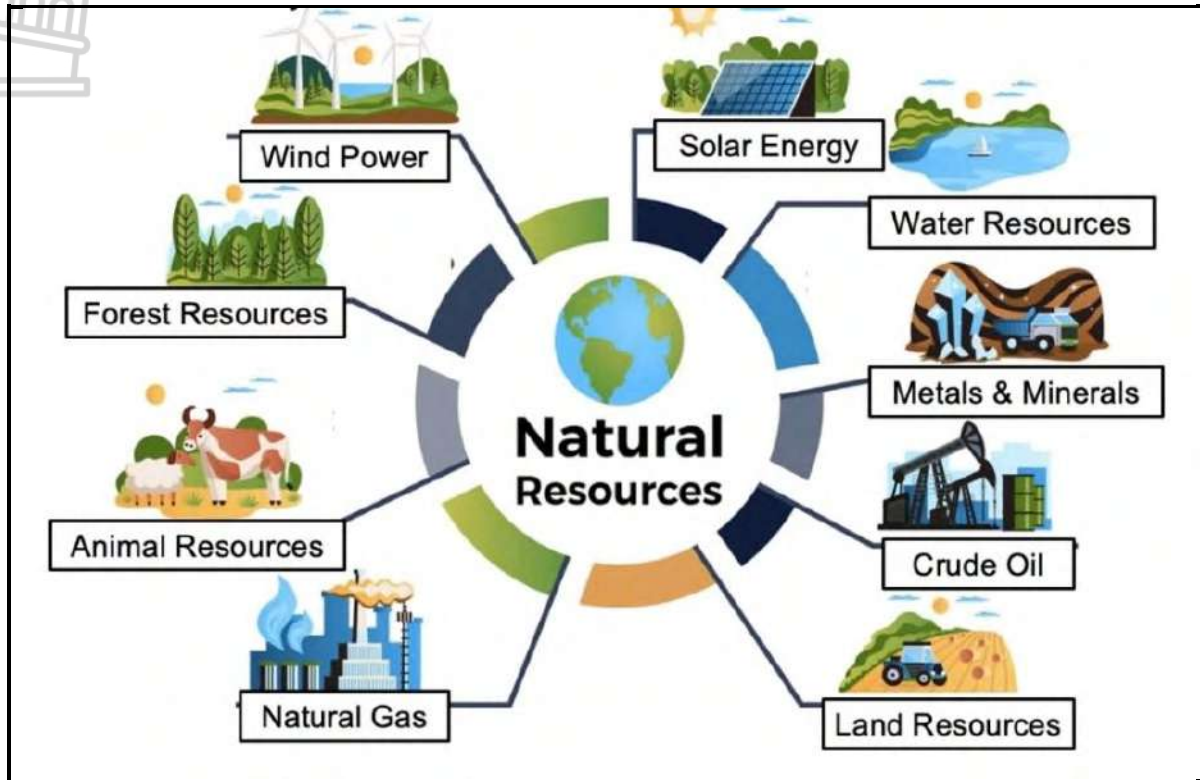 Wind Power
Solar Energy
Water Resources
Forest Resources
Metals & Minerals
Natural
Resources
Animal Resources
Crude Oil
Natural Gas
Land Resources